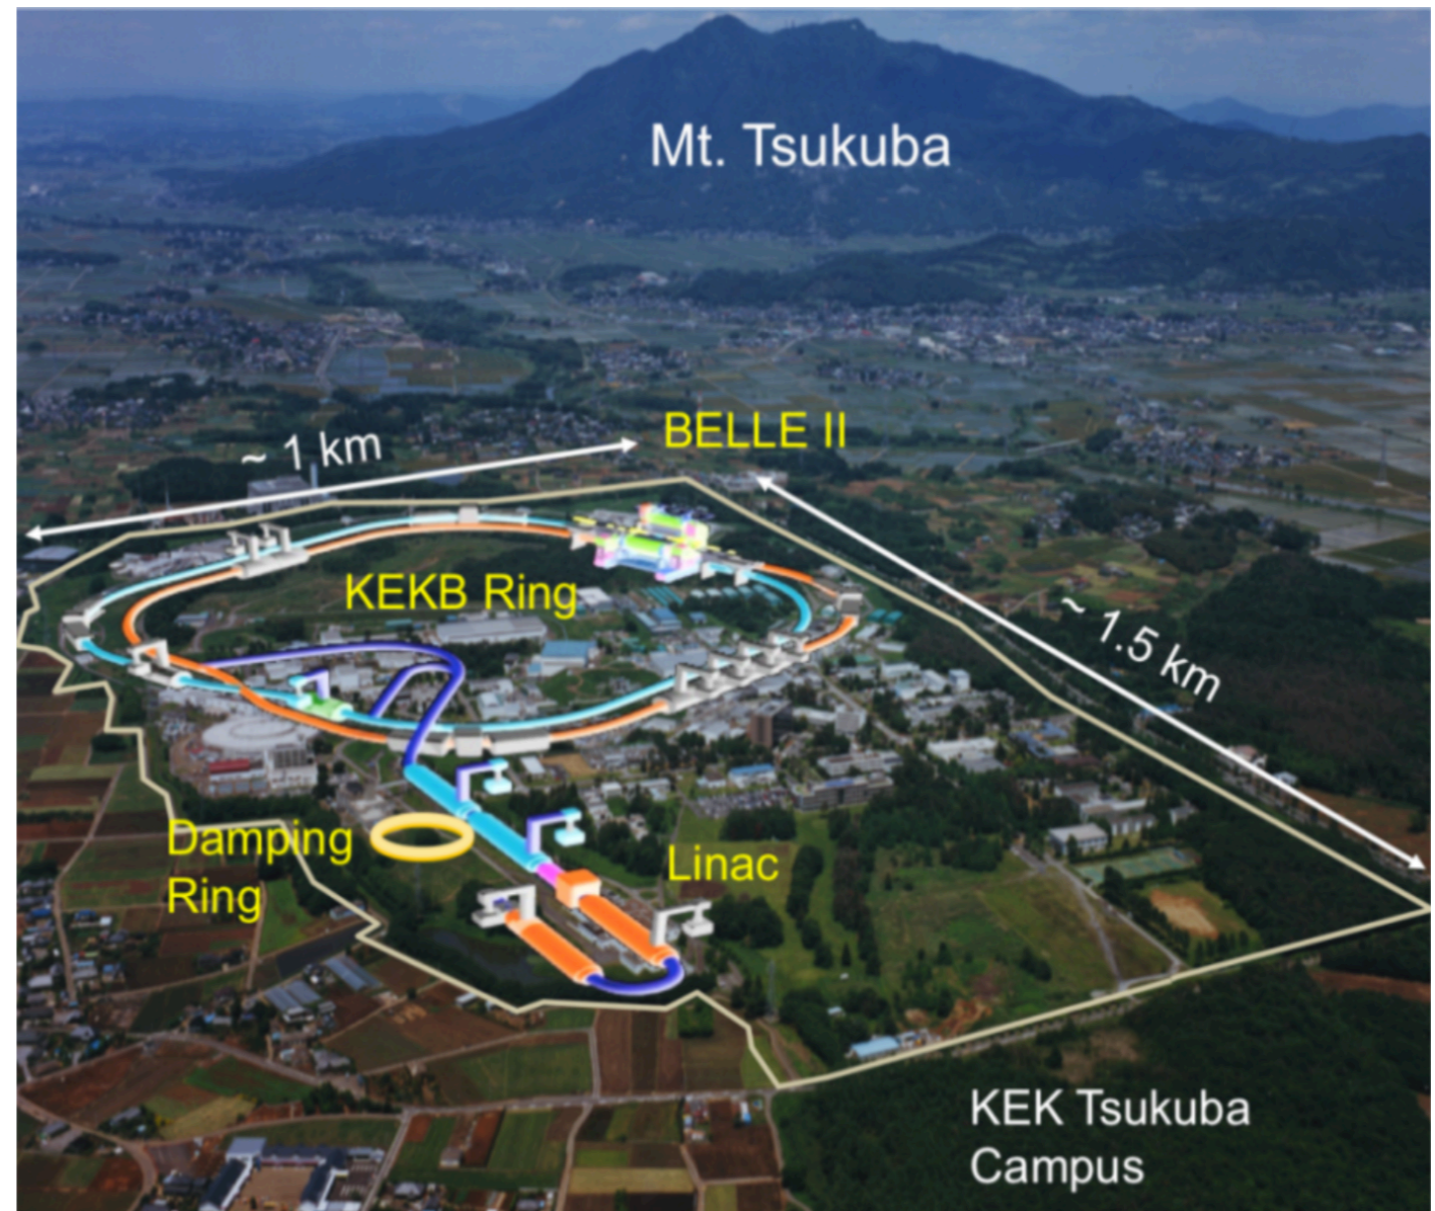 Mt. Tsukuba
BELLE II
~ 1 km
KEKB Ring
~ 1.5 km
Damping
Ring
Linac
KEK Tsukuba
Campus